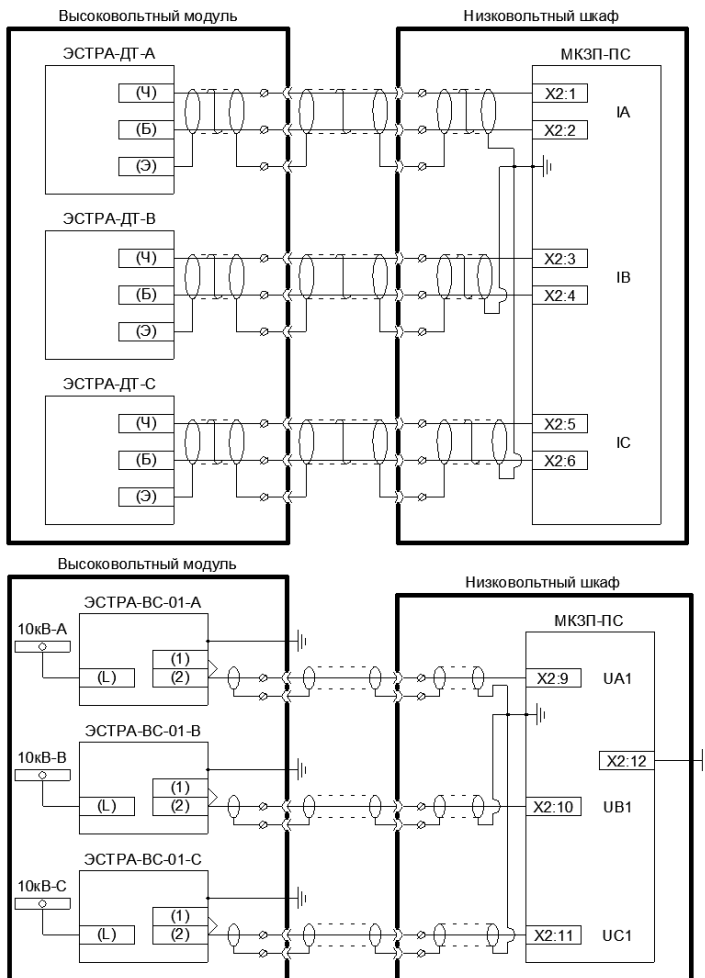 Высоковольтный модуль
Низковольтный шкаф
ЭСТРА-ДТ-А
МКЗП-ПС
(Ч)
X2:1
IA
(Б)
X2:2
(Э)
ЭСТРА-ДТ-В
(Ч)
X2:3
IB
(Б)
X2:4
(Э)
ЭСТРА-ДТ-С
(Ч)
X2:5
IC
(Б)
X2:6
(Э)
Высоковольтный модуль
Низковольтный шкаф
ЭСТРА-ВС-01-А
МКЗП-ПС
10кВ-А
(1)
(L)
(2)
X2:9
UA1
ЭСТРА-ВС-01-В
10кВ-В
X2:12
(1)
(L)
(2)
X2:10
UB1
ЭСТРА-ВС-01-С
10кВ-С
(1)
(L)
(2)
X2:11
UC1